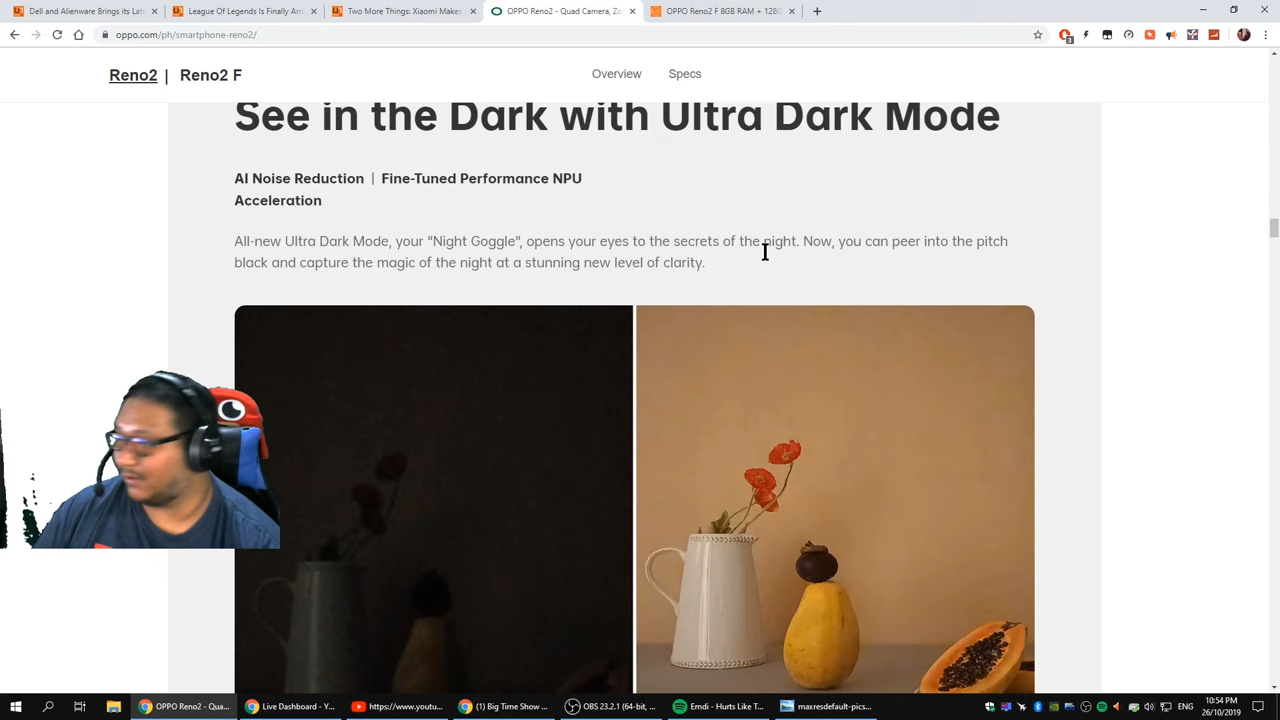 Dell and Alienware Brings its Late
League Of Legends Is Finally Arr
Two More Things: Xiaomi Makes
OPPO Reno2 - Quad Camera, Zo
OPPO Reno2 F 8GB RAM + 128G
oppo.com/ph/smartphone-reno2/
3
Reno2 | Reno2 F
Overview
Specs
See in the Dark with Ultra Dark Mode
AI Noise Reduction | Fine-Tuned Performance NPU
Acceleration
All-new Ultra Dark Mode, your “Night Goggle”, opens your eyes to the secrets of the night. Now, you can peer into the pitch
black and capture the magic of the night at a stunning new level of clarity.
OPPO Reno2 - Qua...
Live Dashboard - Y...
https://www.youtu...
(1) Big Time Show ...
OBS 23.2.1 (64-bit, ...
Emdi - Hurts Like T...
maxresdefault-pics...
10:54 PM
26/10/2019